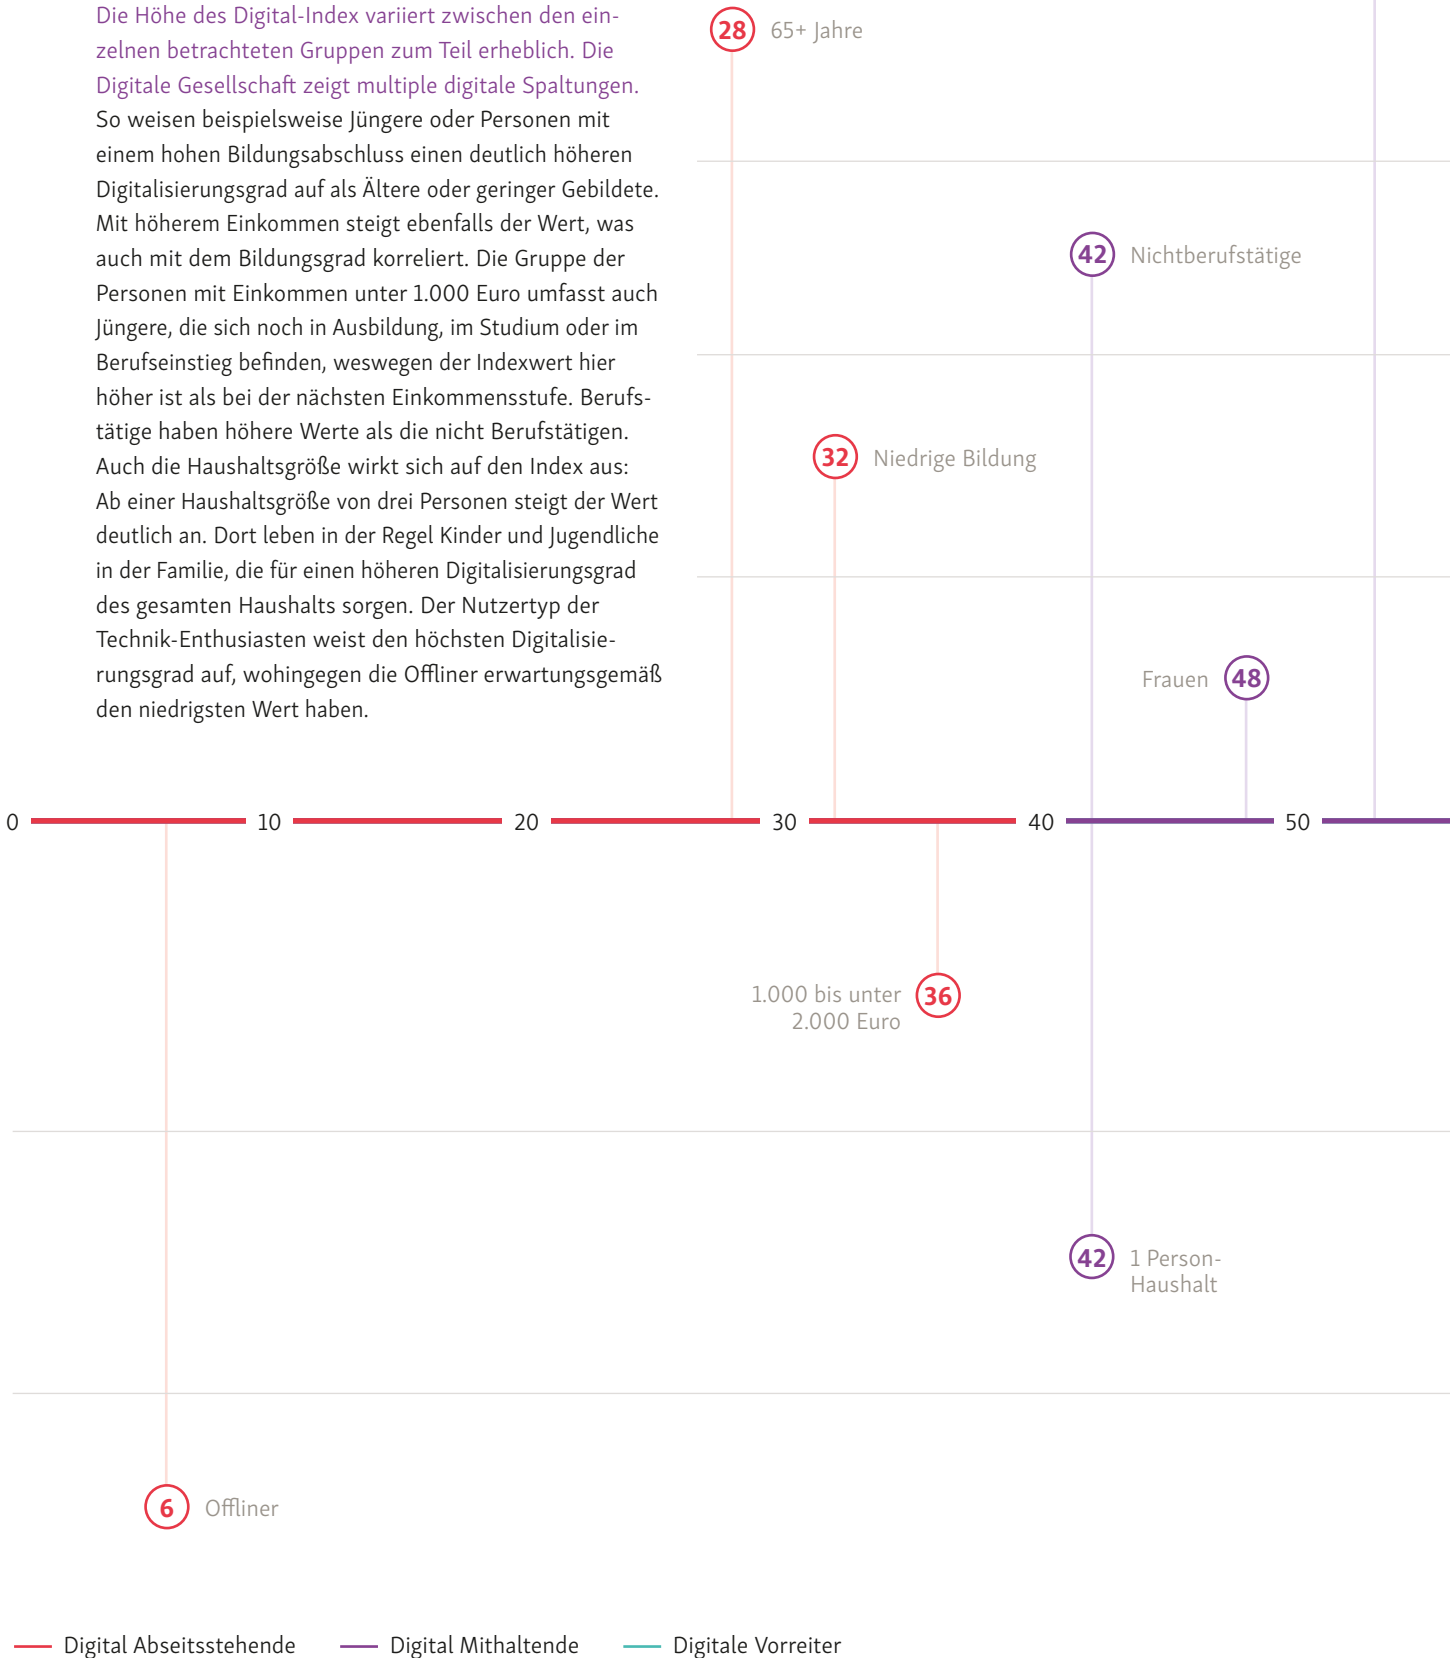 Die Höhe des Digital-Index variiert zwischen den ein-
zelnen betrachteten Gruppen zum Teil erheblich. Die
Digitale Gesellschaft zeigt multiple digitale Spaltungen.
So weisen beispielsweise Jüngere oder Personen mit
einem hohen Bildungsabschluss einen deutlich höheren
Digitalisierungsgrad auf als Ältere oder geringer Gebildete.
Mit höherem Einkommen steigt ebenfalls der Wert, was
auch mit dem Bildungsgrad korreliert. Die Gruppe der
Personen mit Einkommen unter 1.000 Euro umfasst auch
Jüngere, die sich noch in Ausbildung, im Studium oder im
Berufseinstieg befinden, weswegen der Indexwert hier
höher ist als bei der nächsten Einkommensstufe. Berufs-
tätige haben höhere Werte als die nicht Berufstätigen.
Auch die Haushaltsgröße wirkt sich auf den Index aus:
Ab einer Haushaltsgröße von drei Personen steigt der Wert
deutlich an. Dort leben in der Regel Kinder und Jugendliche
in der Familie, die für einen höheren Digitalisierungsgrad
des gesamten Haushalts sorgen. Der Nutzertyp der
Technik-Enthusiasten weist den höchsten Digitalisie-
rungsgrad auf, wohingegen die Offliner erwartungsgemäß
den niedrigsten Wert haben.
28 65+ Jahre
42 Nichtberufstätige
32 Niedrige Bildung
Frauen 48
0 10 20 30 40 50
1.000 bis unter 36
2.000 Euro
42 1 Person-
Haushalt
6 Offliner
Digital Abseitsstehende Digital Mithaltende Digitale Vorreiter